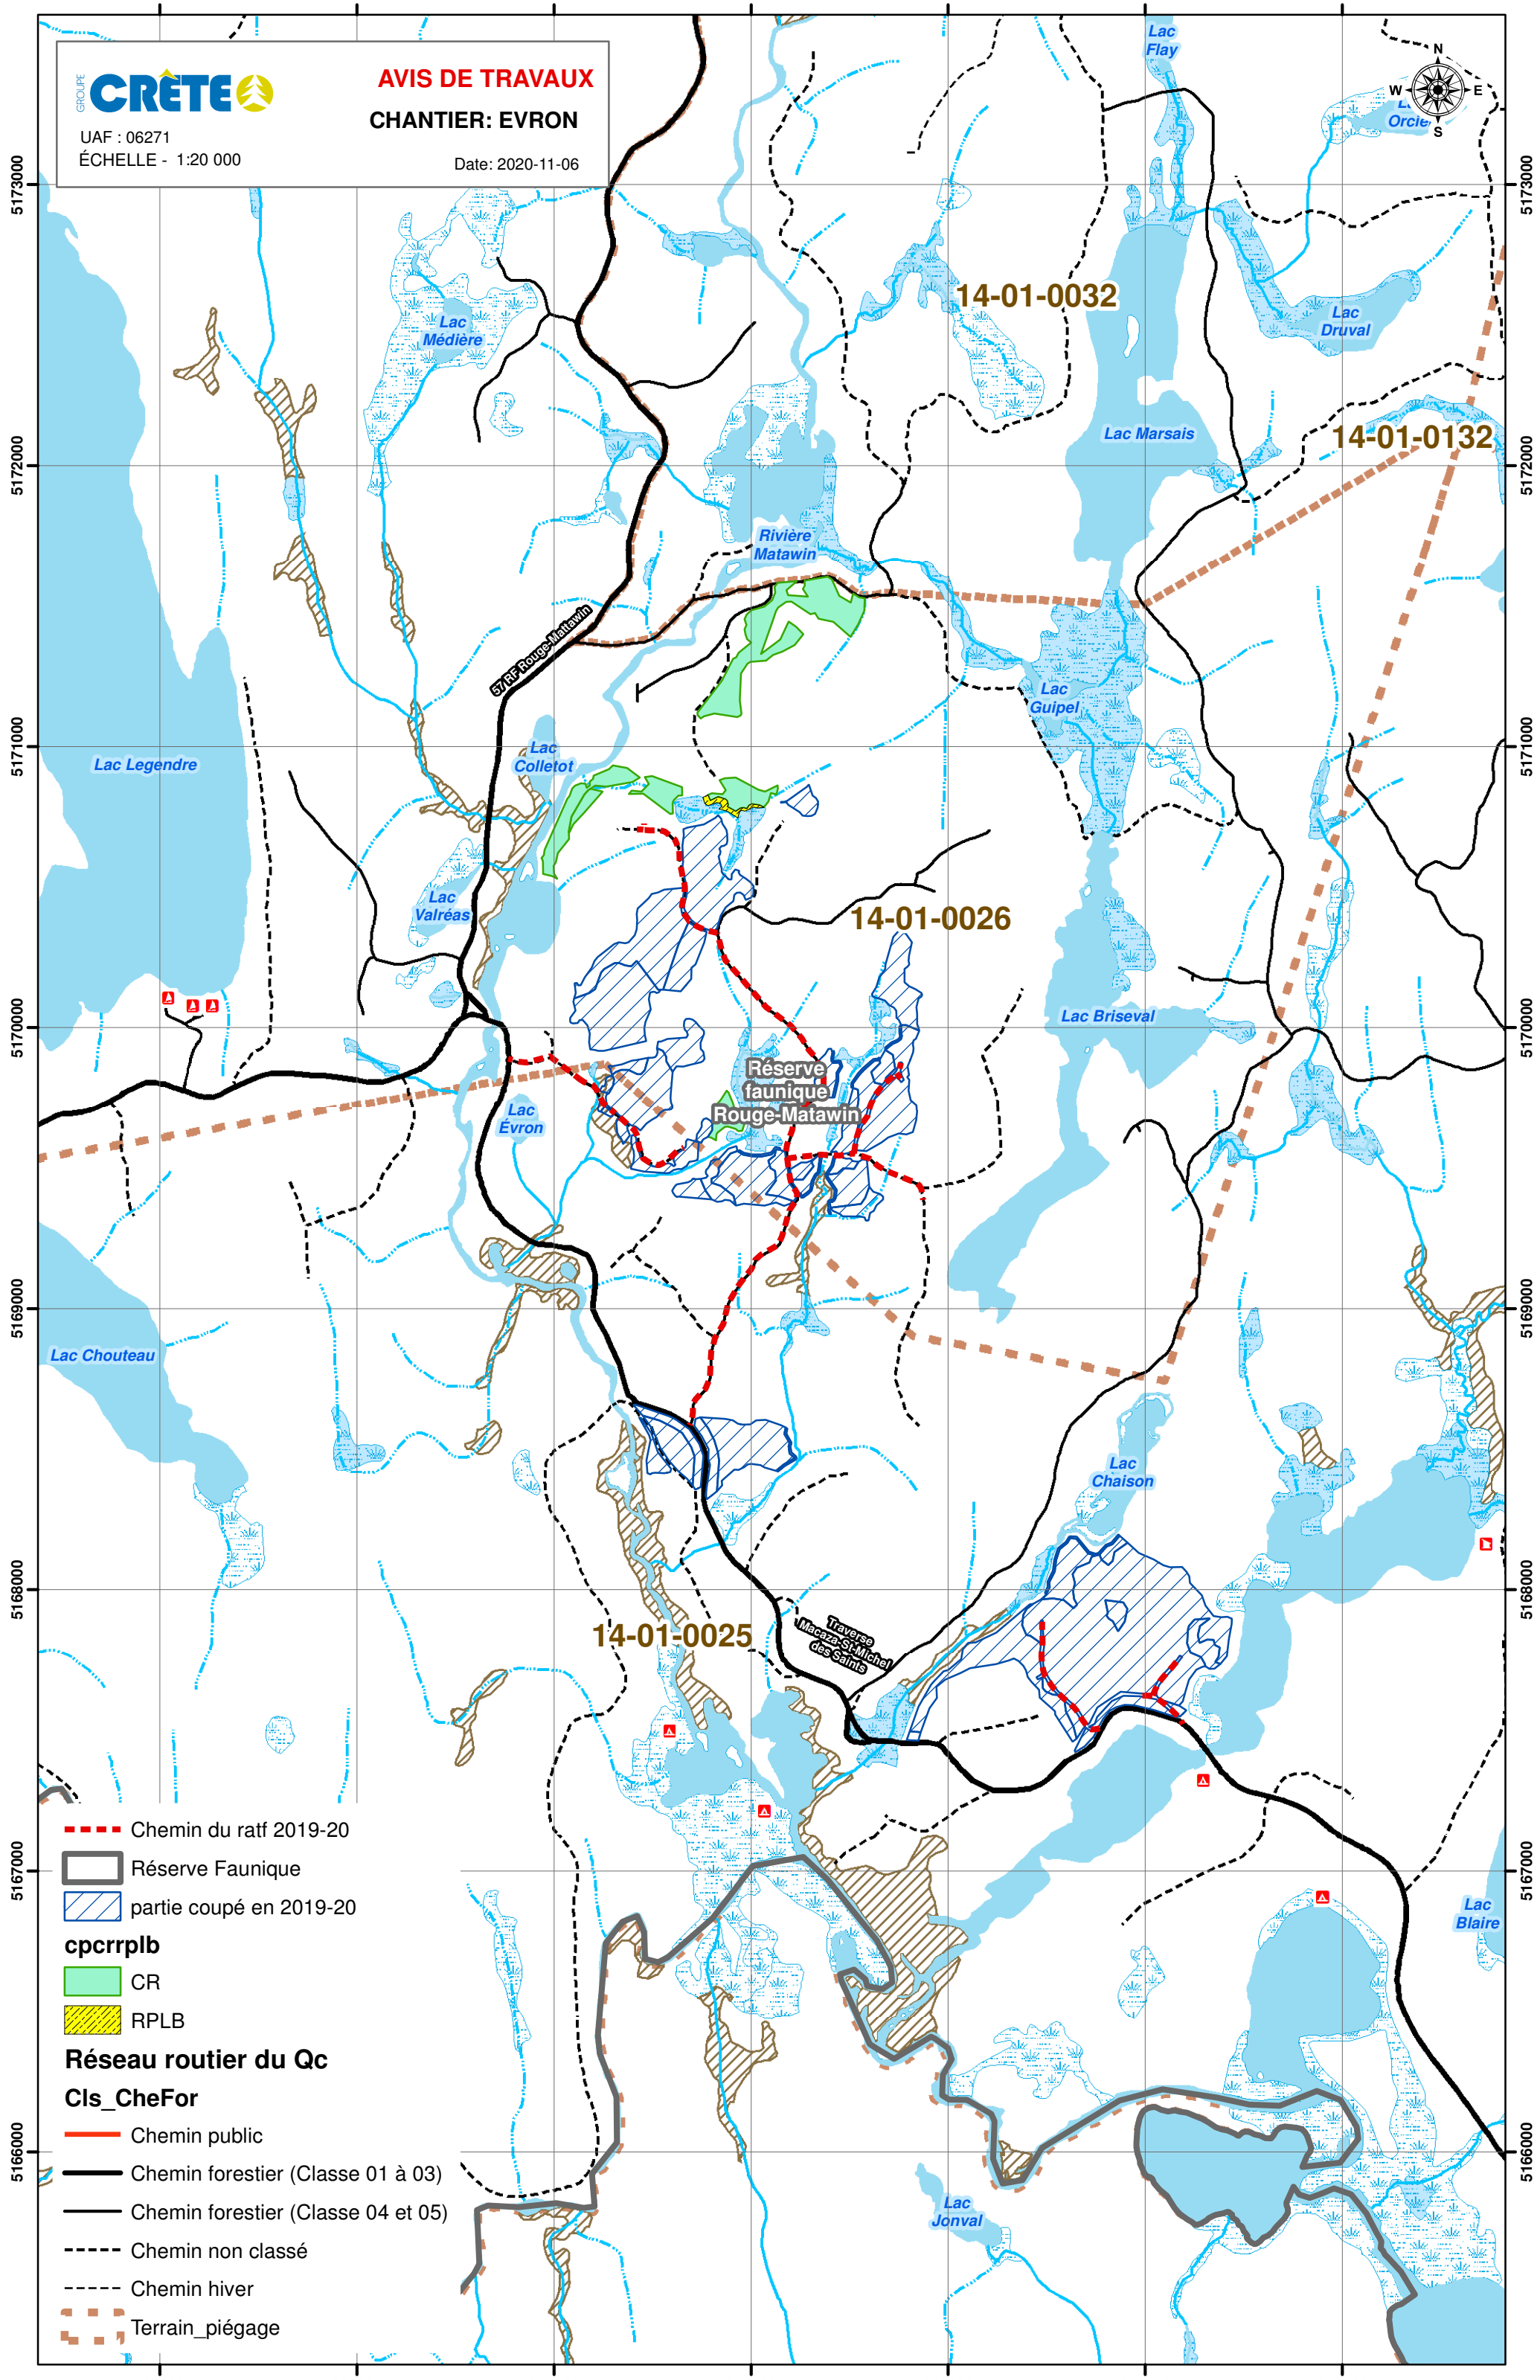 GROUPE
CRÊTE
AVIS DE TRAVAUX
CHANTIER: EVRON
UAF : 06271
ÉCHELLE - 1:20 000
Date: 2020-11-06
Lac
Flay
N
W
E
S
Orcie
5173000
5173000
14-01-0032
Lac
Médière
Lac
Druval
Lac Marsais
14-01-0132
5172000
5172000
Rivière
Matawin
57 RF Rouge-Mattawin
Lac
Guipel
5171000
5171000
Lac Legendre
Lac
Colletot
Lac
Valréas
14-01-0026
Lac Briseval
5170000
5170000
Réserve
faunique
Rouge-Matawin
Lac
Évron
5169000
5169000
Lac Chouteau
Lac
Chaison
5168000
5168000
14-01-0025
Traverse
Macaza-St-Michel
des Saints
5167000
5167000
Lac
Blaire
Chemin du ratf 2019-20
Réserve Faunique
partie coupé en 2019-20
cpcrrplb
CR
RPLB
Réseau routier du Qc
Cls_CheFor
Chemin public
Chemin forestier (Classe 01 à 03)
Chemin forestier (Classe 04 et 05)
Chemin non classé
Chemin hiver
Terrain_piégage
5166000
5166000
Lac
Jonval